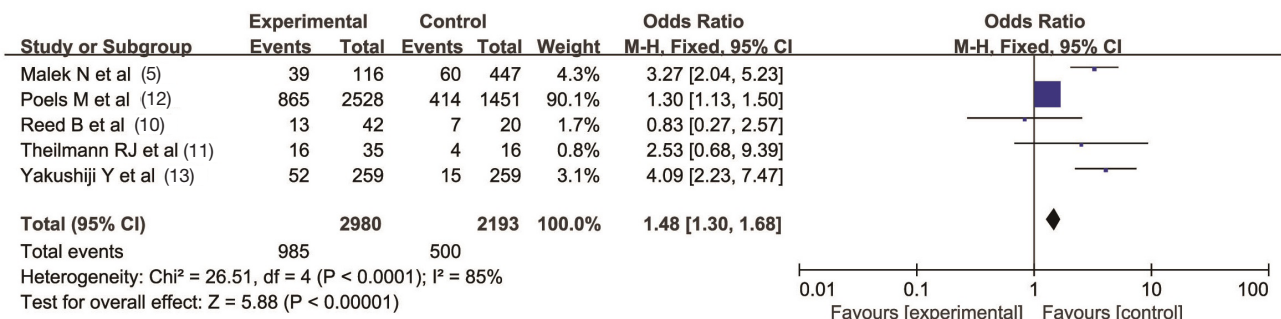 Experimental Control Odds Ratio Odds Ratio
Study or Subgroup Events Total Events Total Weight M-H, Fixed, 95% CI M-H, Fixed, 95% CI
Malek N et al (5) 39 116 60 447 4.3% 3.27 [2.04, 5.23]
Poels M et al (12) 865 2528 414 1451 90.1% 1.30 [1.13, 1.50]
Reed B et al (10) 13 42 7 20 1.7% 0.83 [0.27, 2.57]
Theilmann RJ et al (11) 16 35 4 16 0.8% 2.53 [0.68, 9.39]
Yakushiji Y et al (13) 52 259 15 259 3.1% 4.09 [2.23, 7.47]
Total (95% CI) 2980 2193 100.0% 1.48 [1.30, 1.68]
Total events 985 500
Heterogeneity: Chi² = 26.51, df = 4 (P < 0.0001); I² = 85%
Test for overall effect: Z = 5.88 (P < 0.00001)
0.01 0.1 1 10 100
Favours [experimental] Favours [control]